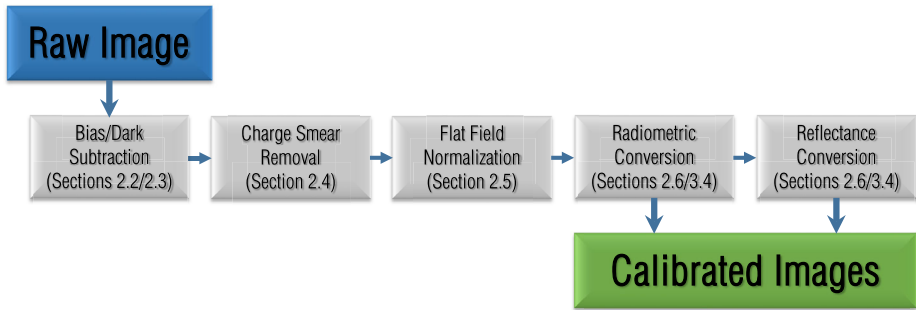 Raw Image
Bias/Dark
Subtraction
(Sections 2.2/2.3)
Charge Smear
Removal
(Section 2.4)
Flat Field
Normalization
(Section 2.5)
Radiometric
Conversion
(Sections 2.6/3.4)
Reflectance
Conversion
(Sections 2.6/3.4)
Calibrated Images